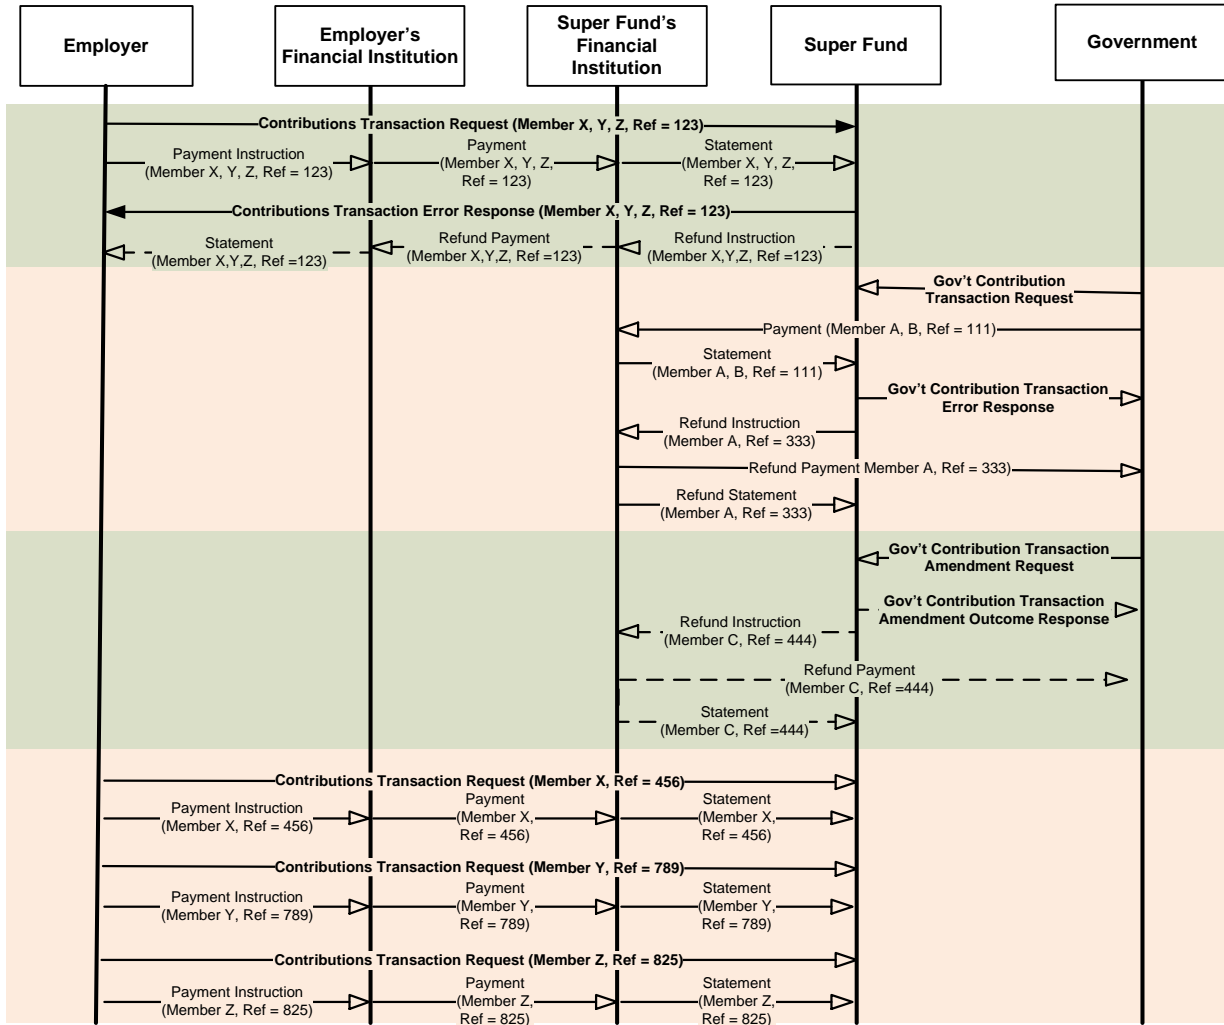 Employer
Employer's
Financial Institution
Super Fund's
Financial
Institution
Super Fund
Government
Contributions Transaction Request (Member X, Y, Z, Ref = 123)
Payment Instruction
(Member X, Y, Z, Ref = 123)
Payment
(Member X, Y, Z,
Ref = 123)
Statement
(Member X, Y, Z,
Ref = 123)
Contributions Transaction Error Response (Member X, Y, Z, Ref = 123)
Statement
(Member X,Y,Z, Ref =123)
Refund Payment
(Member X,Y,Z, Ref =123)
Refund Instruction
(Member X,Y,Z, Ref =123)
Gov't Contribution
Transaction Request
Payment (Member A, B, Ref = 111)
Statement
(Member A, B, Ref = 111)
Gov't Contribution Transaction
Error Response
Refund Instruction
(Member A, Ref = 333)
Refund Payment Member A, Ref = 333)
Refund Statement
(Member A, Ref = 333)
Gov't Contribution Transaction
Amendment Request
Gov't Contribution Transaction
Amendment Outcome Response
Refund Instruction
(Member C, Ref = 444)
Refund Payment
(Member C, Ref =444)
Statement
(Member C, Ref =444)
Contributions Transaction Request (Member X, Ref = 456)
Payment Instruction
(Member X, Ref = 456)
Payment
(Member X,
Ref = 456)
Statement
(Member X,
Ref = 456)
Contributions Transaction Request (Member Y, Ref = 789)
Payment Instruction
(Member Y, Ref = 789)
Payment
(Member Y,
Ref = 789)
Statement
(Member Y,
Ref = 789)
Contributions Transaction Request (Member Z, Ref = 825)
Payment Instruction
(Member Z, Ref = 825)
Payment
(Member Z,
Ref = 825)
Statement
(Member Z,
Ref = 825)